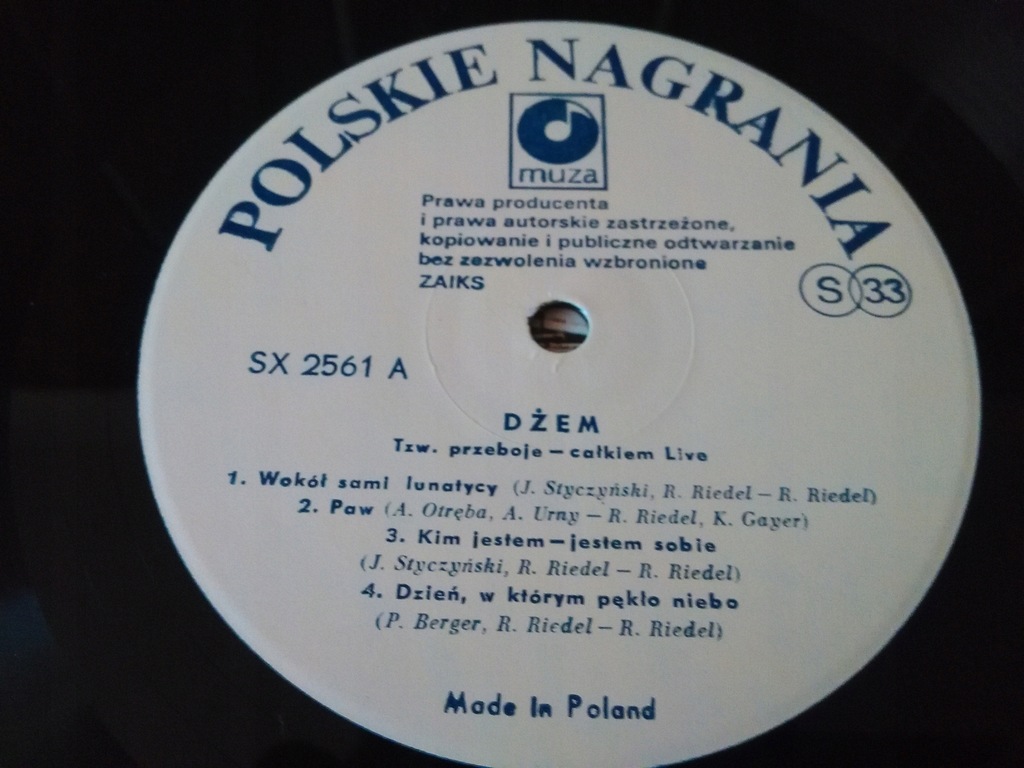 POLSKIE NAGRANIA
muza
Prawa producenta
i prawa autorskie zastrzeżone,
kopiowanie i publiczne odtwarzanie
bez zezwolenia wzbronione
ZAIKS
S 33
SX 2561 A
DŻEM
Tzw. przeboje — całkiem Live
1. Wokół sami lunatycy (J. Styczyński, R. Riedel — R. Riedel)
2. Paw (A. Otręba, A. Urny — R. Riedel, K. Gayer)
3. Kim jestem — jestem sobie
(J. Styczyński, R. Riedel — R. Riedel)
4. Dzień, w którym pękło niebo
(P. Berger, R. Riedel — R. Riedel)
Made In Poland